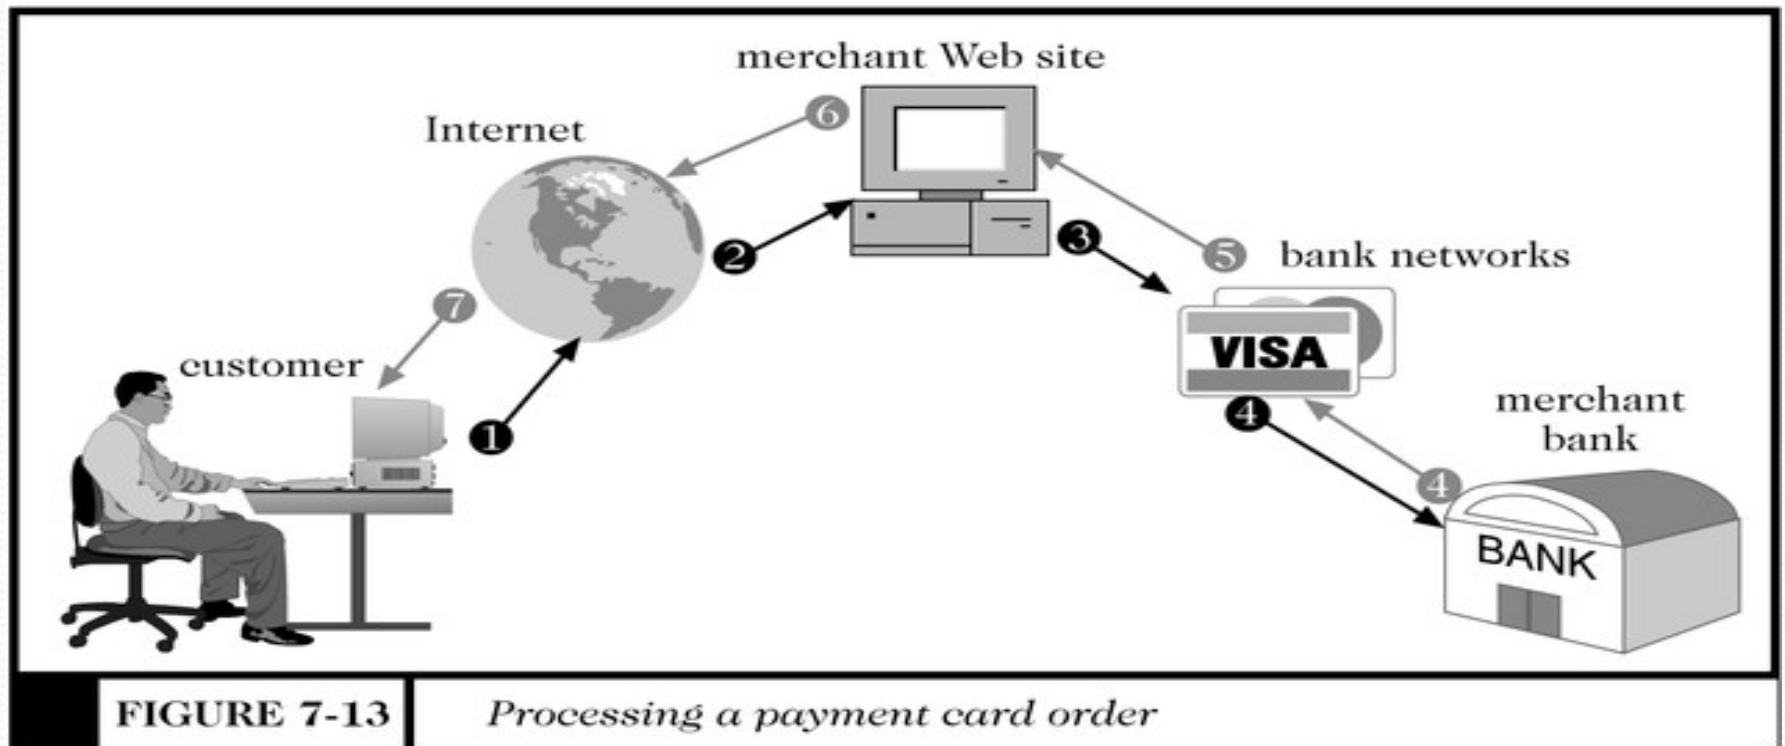 merchant Web site
6
Internet
2
3
5
bank networks
7
customer
VISA
1
4
merchant
bank
4
BANK
FIGURE 7-13
Processing a payment card order